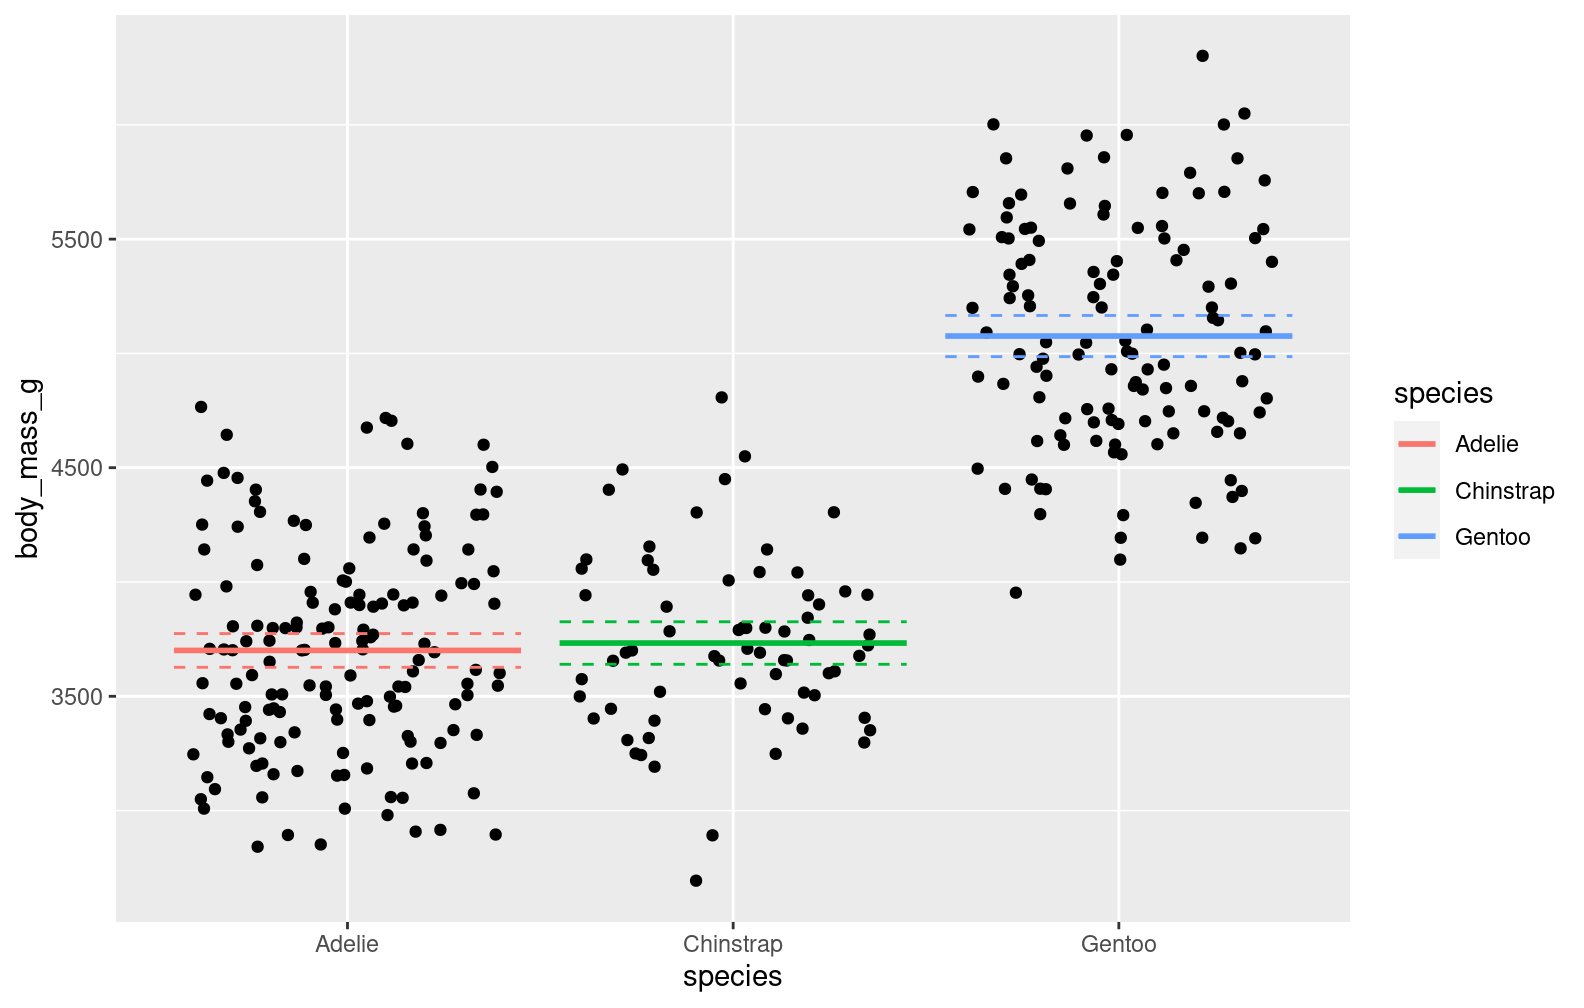 body_mass_g
5500
4500
3500
Adelie
Chinstrap
Gentoo
species
species
Adelie
Chinstrap
Gentoo